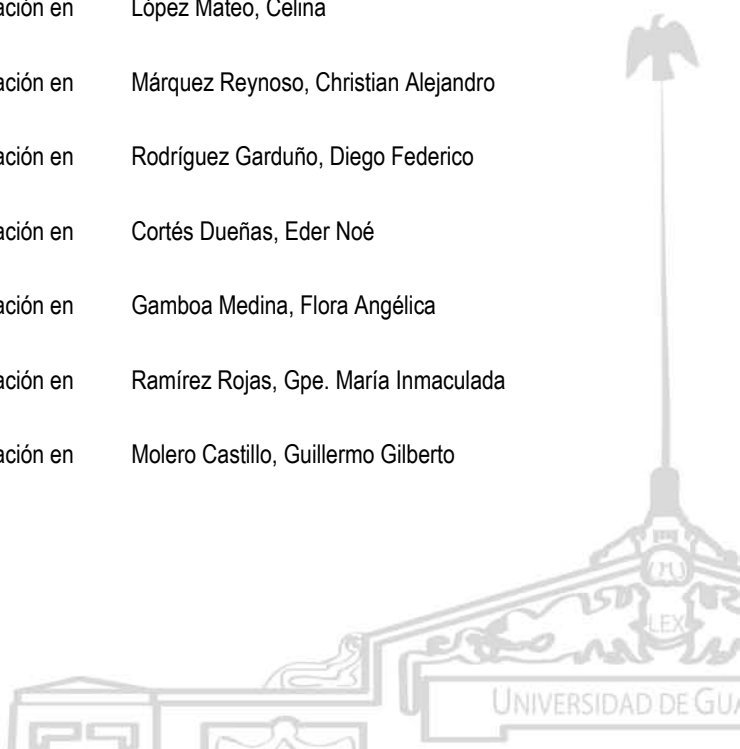 ación en López Mateo, Celina
ación en Márquez Reynoso, Christian Alejandro
ación en Rodríguez Garduño, Diego Federico
ación en Cortés Dueñas, Eder Noé
ación en Gamboa Medina, Flora Angélica
ación en Ramírez Rojas, Gpe. María Inmaculada
ación en Molero Castillo, Guillermo Gilberto
LEX
UNIVERSIDAD DE GUA